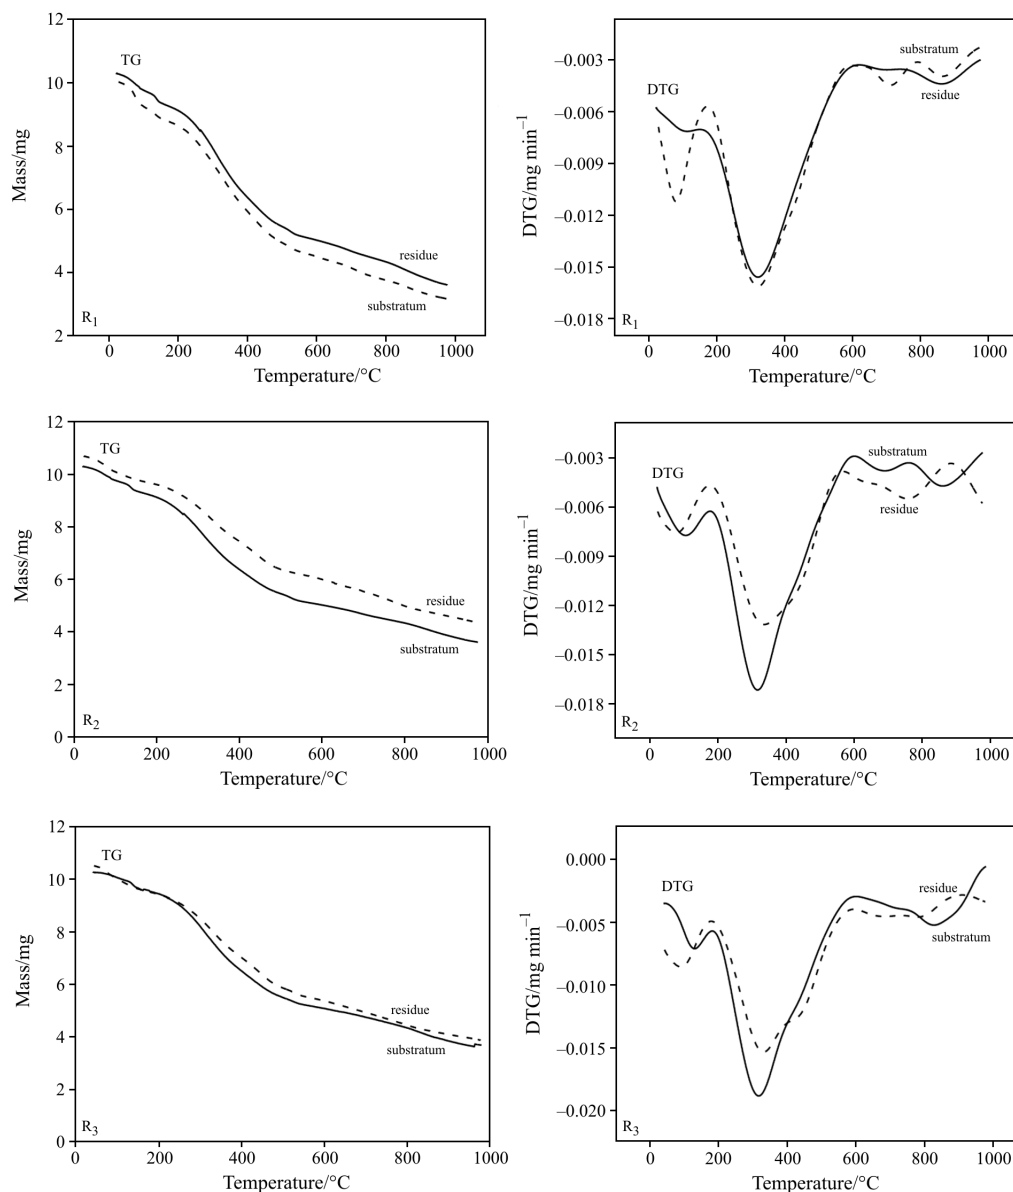 12
TG
10
8
6
4
2
Mass/mg
residue
substratum
R1
0 200 400 600 800 1000
Temperature/°C
–0.003
–0.006
–0.009
–0.012
–0.015
–0.018
DTG/mg min–1
DTG
substratum
residue
R1
0 200 400 600 800 1000
Temperature/°C
12
TG
10
8
6
4
2
0
Mass/mg
residue
substratum
R2
0 200 400 600 800 1000
Temperature/°C
–0.003
–0.006
–0.009
–0.012
–0.015
–0.018
DTG/mg min–1
DTG
substratum
residue
R2
0 200 400 600 800 1000
Temperature/°C
12
TG
10
8
6
4
2
0
Mass/mg
residue
substratum
R3
0 200 400 600 800 1000
Temperature/°C
0.000
–0.005
–0.010
–0.015
–0.020
DTG/mg min–1
DTG
residue
substratum
R3
0 200 400 600 800 1000
Temperature/°C